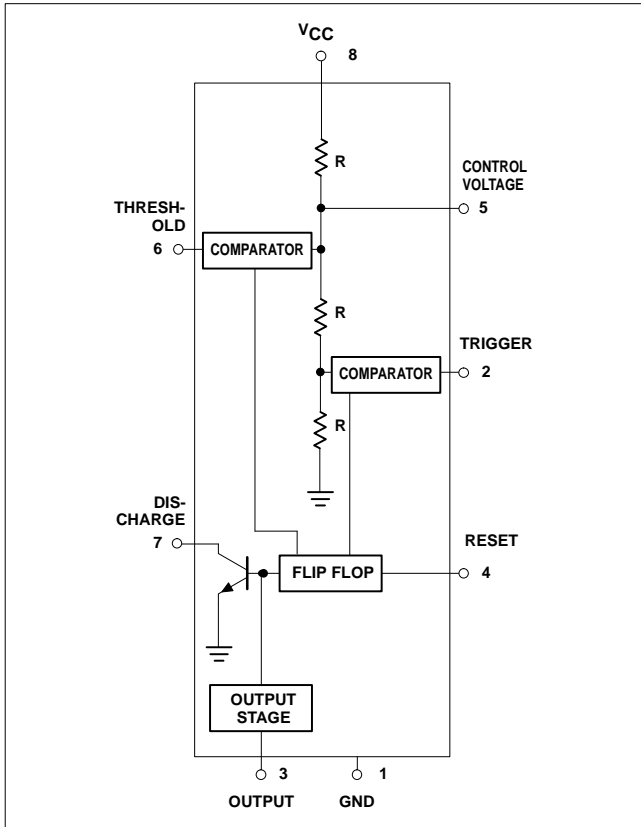 VCC
8
R
CONTROL
VOLTAGE
5
THRESH-
OLD
6
COMPARATOR
R
TRIGGER
COMPARATOR
2
R
DIS-
CHARGE
7
RESET
FLIP FLOP
4
OUTPUT
STAGE
3
1
OUTPUT
GND